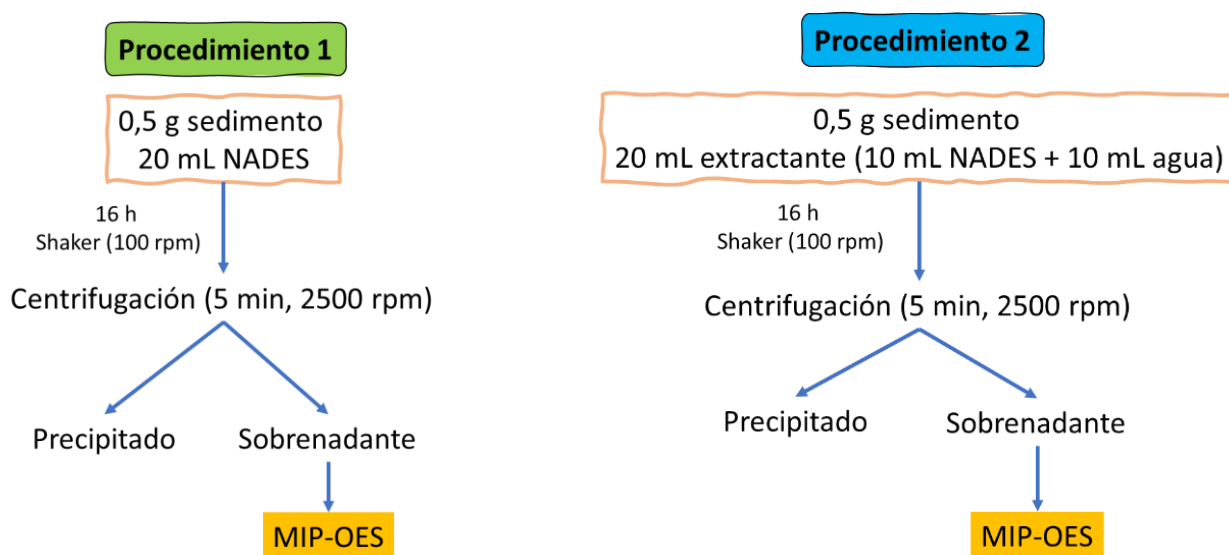 Procedimiento 1
0,5 g sedimento
20 mL NADES
16 h
Shaker (100 rpm)
Centrifugación (5 min, 2500 rpm)
Precipitado
Sobrenadante
MIP-OES
Procedimiento 2
0,5 g sedimento
20 mL extractante (10 mL NADES + 10 mL agua)
16 h
Shaker (100 rpm)
Centrifugación (5 min, 2500 rpm)
Precipitado
Sobrenadante
MIP-OES